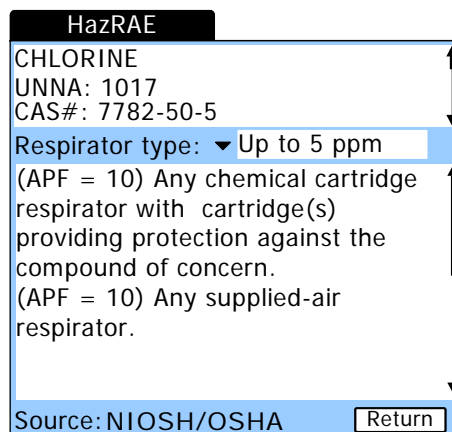 HazRAE
CHLORINE
UNNA: 1017
CAS#: 7782-50-5
Respirator type: Up to 5 ppm
(APF = 10) Any chemical cartridge
respirator with cartridge(s)
providing protection against the
compound of concern.
(APF = 10) Any supplied-air
respirator.
Source: NIOSH/OSHA Return